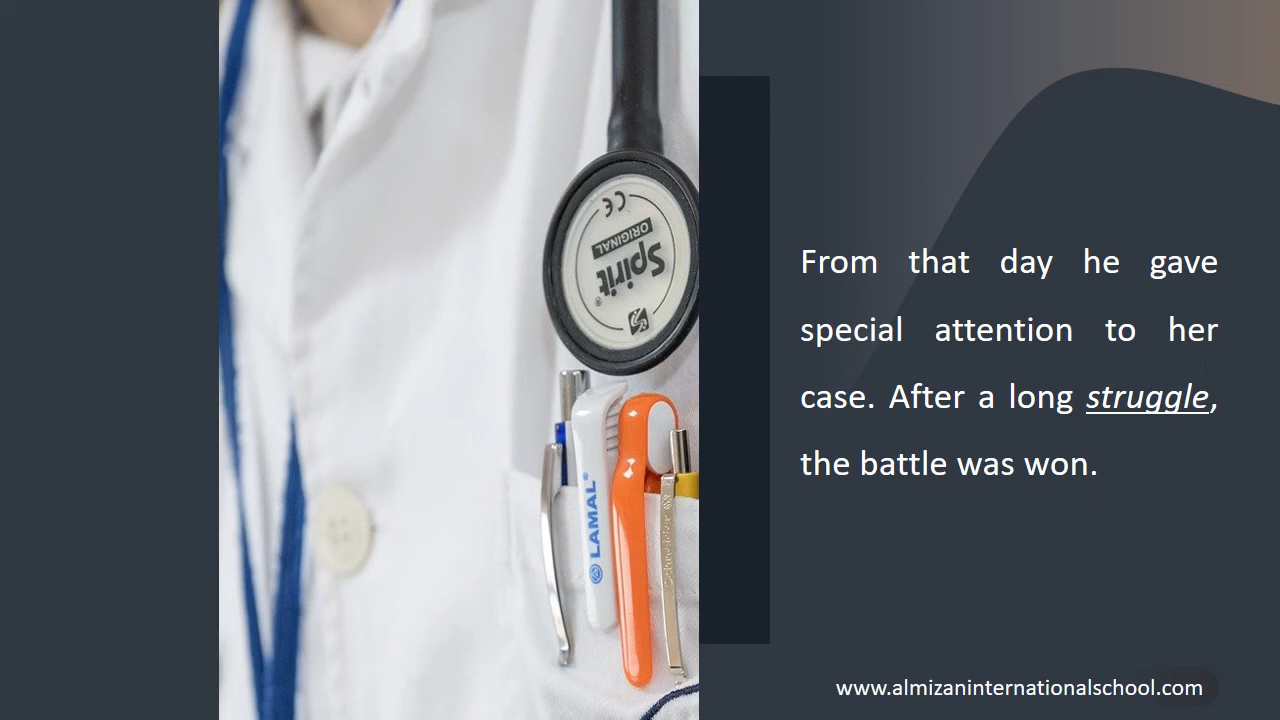 CE
ORIGINAL
Spirit
®
LAMAL®
From that day he gave
special attention to her
case. After a long struggle,
the battle was won.
www.almizaninternationalschool.com